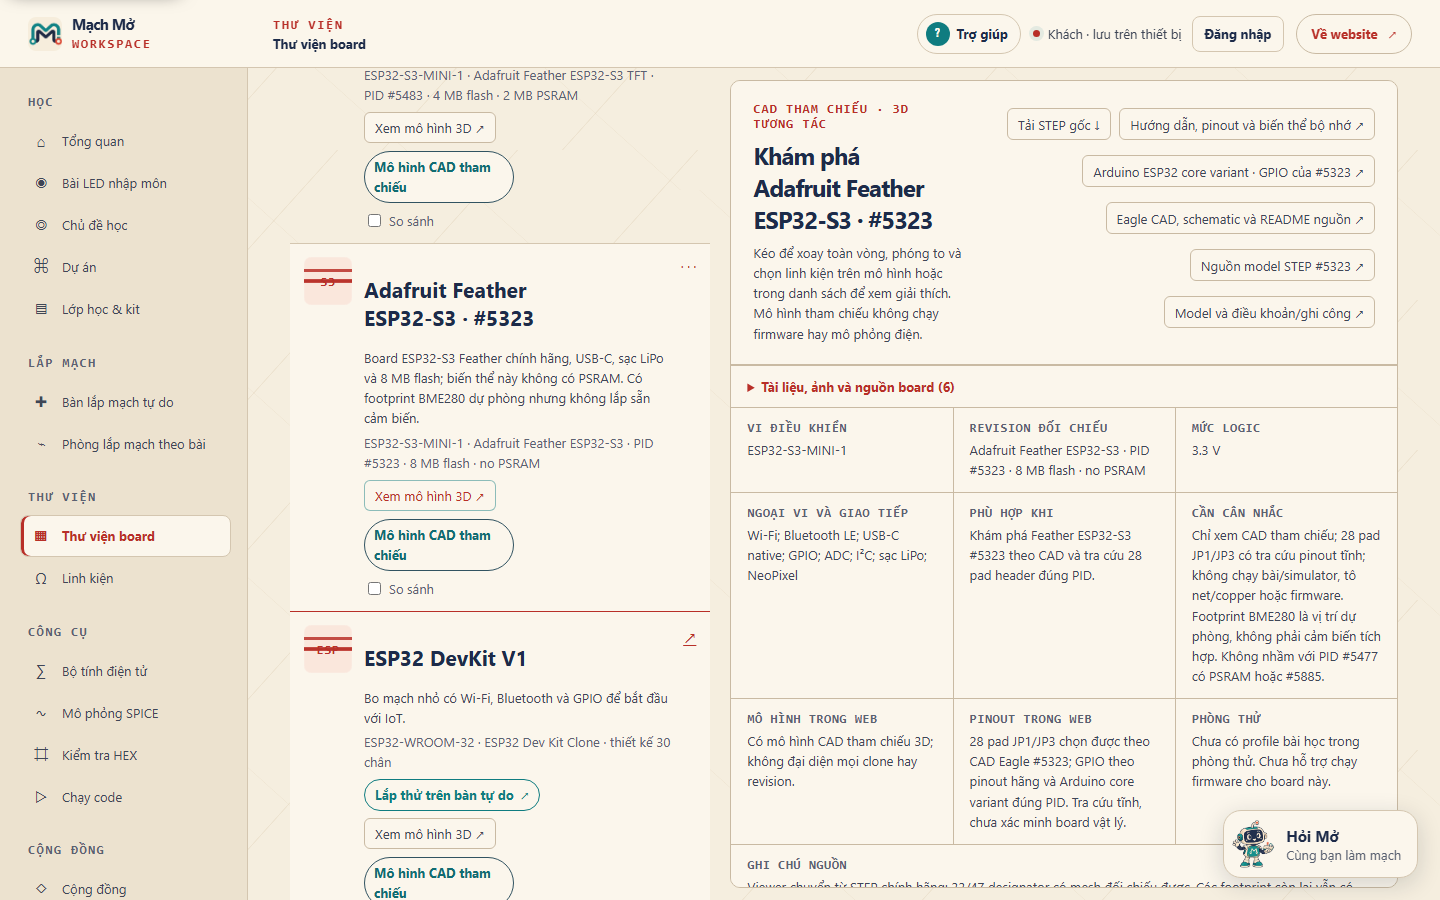 Mạch Mở
WORKSPACE
THƯ VIỆN
Thư viện board
? Trợ giúp
Khách · lưu trên thiết bị
Đăng nhập
Về website ↗
HỌC
Tổng quan
Bài LED nhập môn
Chủ đề học
Dự án
Lớp học & kit
LẮP MẠCH
Bàn lắp mạch tự do
Phòng lắp mạch theo bài
THƯ VIỆN
Thư viện board
Linh kiện
CÔNG CỤ
Bộ tính điện tử
Mô phỏng SPICE
Kiểm tra HEX
Chạy code
CỘNG ĐỒNG
Cộng đồng
ESP32-S3-MINI-1 · Adafruit Feather ESP32-S3 TFT ·
PID #5483 · 4 MB flash · 2 MB PSRAM
Xem mô hình 3D ↗
Mô hình CAD tham
chiếu
So sánh
Adafruit Feather
ESP32-S3 · #5323
Board ESP32-S3 Feather chính hãng, USB-C, sạc LiPo
và 8 MB flash; biến thể này không có PSRAM. Có
footprint BME280 dự phòng nhưng không lắp sẵn
cảm biến.
ESP32-S3-MINI-1 · Adafruit Feather ESP32-S3 · PID
#5323 · 8 MB flash · no PSRAM
Xem mô hình 3D ↗
Mô hình CAD tham
chiếu
So sánh
ESP
ESP32 DevKit V1
Bo mạch nhỏ có Wi-Fi, Bluetooth và GPIO để bắt đầu
với IoT.
ESP32-WROOM-32 · ESP32 Dev Kit Clone · thiết kế 30
chân
Lắp thử trên bàn tự do ↗
Xem mô hình 3D ↗
Mô hình CAD tham
chiếu
CAD THAM CHIẾU · 3D
TƯƠNG TÁC
Khám phá
Adafruit Feather
ESP32-S3 · #5323
Kéo để xoay toàn vòng, phóng to và
chọn linh kiện trên mô hình hoặc
trong danh sách để xem giải thích.
Mô hình tham chiếu không chạy
firmware hay mô phỏng điện.
Tải STEP gốc ↓
Hướng dẫn, pinout và biến thể bộ nhớ ↗
Arduino ESP32 core variant · GPIO của #5323 ↗
Eagle CAD, schematic và README nguồn ↗
Nguồn model STEP #5323 ↗
Model và điều khoản/ghi công ↗
▶ Tài liệu, ảnh và nguồn board (6)
VI ĐIỀU KHIỂN
ESP32-S3-MINI-1
REVISION ĐỐI CHIẾU
Adafruit Feather ESP32-S3 · PID
#5323 · 8 MB flash · no PSRAM
MỨC LOGIC
3.3 V
NGOẠI VI VÀ GIAO TIẾP
Wi-Fi; Bluetooth LE; USB-C
native; GPIO; ADC; I²C; sạc LiPo;
NeoPixel
PHÙ HỢP KHI
Khám phá Feather ESP32-S3
#5323 theo CAD và tra cứu 28
pad header đúng PID.
CẦN CÂN NHẮC
Chỉ xem CAD tham chiếu; 28 pad
JP1/JP3 có tra cứu pinout tĩnh;
không chạy bài/simulator, tô
net/copper hoặc firmware.
Footprint BME280 là vị trí dự
phòng, không phải cảm biến tích
hợp. Không nhầm với PID #5477
có PSRAM hoặc #5885.
MÔ HÌNH TRONG WEB
Có mô hình CAD tham chiếu 3D;
không đại diện mọi clone hay
revision.
PINOUT TRONG WEB
28 pad JP1/JP3 chọn được theo
CAD Eagle #5323; GPIO theo
pinout hãng và Arduino core
variant đúng PID. Tra cứu tĩnh,
chưa xác minh board vật lý.
PHÒNG THỬ
Chưa có profile bài học trong
phòng thử. Chưa hỗ trợ chạy
firmware cho board này.
GHI CHÚ NGUỒN
Viewer chuyển từ STEP chính hãng; 22/47 designator có mesh đối chiếu được. Các footprint còn lại vẫn có
Hỏi Mở
Cùng bạn làm mạch